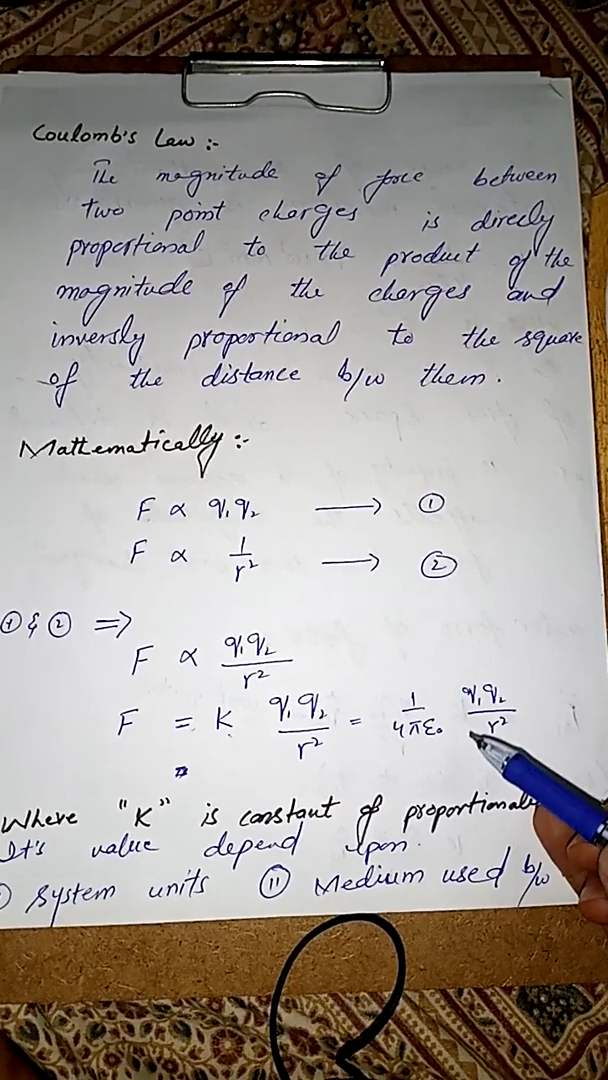 Coulomb's Law :-
The magnitude of force between
two point charges is direcly
proportional to the product of the
magnitude of the charges and
inversly proportional to the square
of the distance b/w them.
Mathematically :-
F ∝ q₁q₂ ⟶ ①
F ∝ 1/r² ⟶ ②
① & ② ⇒
F ∝ q₁q₂/r²
F = K q₁q₂/r² = 1/4πε₀ q₁q₂/r²
Where "K" is constant of proportional
It's value depend upon.
system units ⑪ Medium used b/w